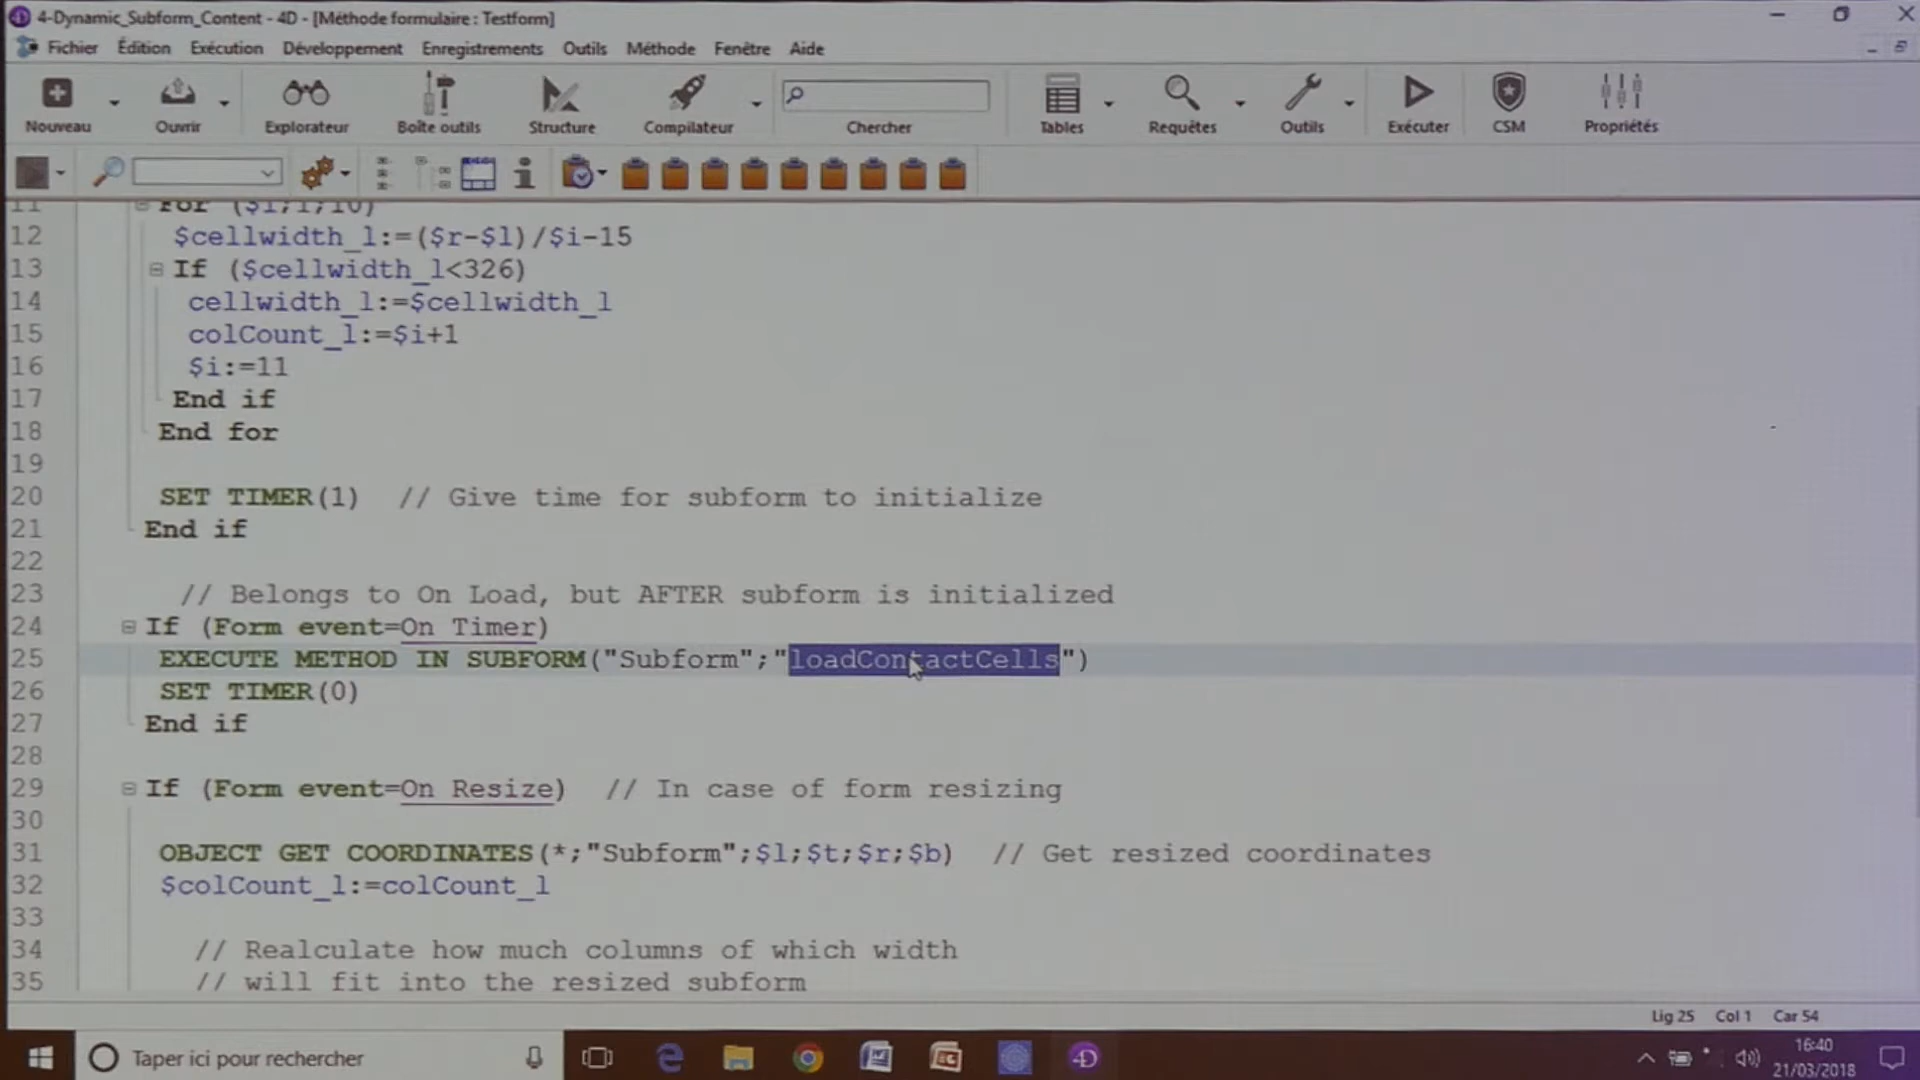 4-Dynamic_Subform_Content - 4D - [Méthode formulaire : Testform]
Fichier Édition Exécution Développement Enregistrements Outils Méthode Fenêtre Aide
Nouveau Ouvrir Explorateur Boîte outils Structure Compilateur Chercher Tables Requêtes Outils Exécuter CSM Propriétés
11 For ($i;1;10)
12 $cellwidth_l:=($r-$l)/$i-15
13 If ($cellwidth_l<326)
14 cellwidth_l:=$cellwidth_l
15 colCount_l:=$i+1
16 $i:=11
17 End if
18 End for
19
20 SET TIMER(1) // Give time for subform to initialize
21 End if
22
23 // Belongs to On Load, but AFTER subform is initialized
24 If (Form event=On Timer)
25 EXECUTE METHOD IN SUBFORM("Subform";"loadContactCells")
26 SET TIMER(0)
27 End if
28
29 If (Form event=On Resize) // In case of form resizing
30
31 OBJECT GET COORDINATES(*;"Subform";$l;$t;$r;$b) // Get resized coordinates
32 $colCount_l:=colCount_l
33
34 // Realculate how much columns of which width
35 // will fit into the resized subform
Lig 25 Col 1 Car 54
Taper ici pour rechercher
16:40
21/03/2018